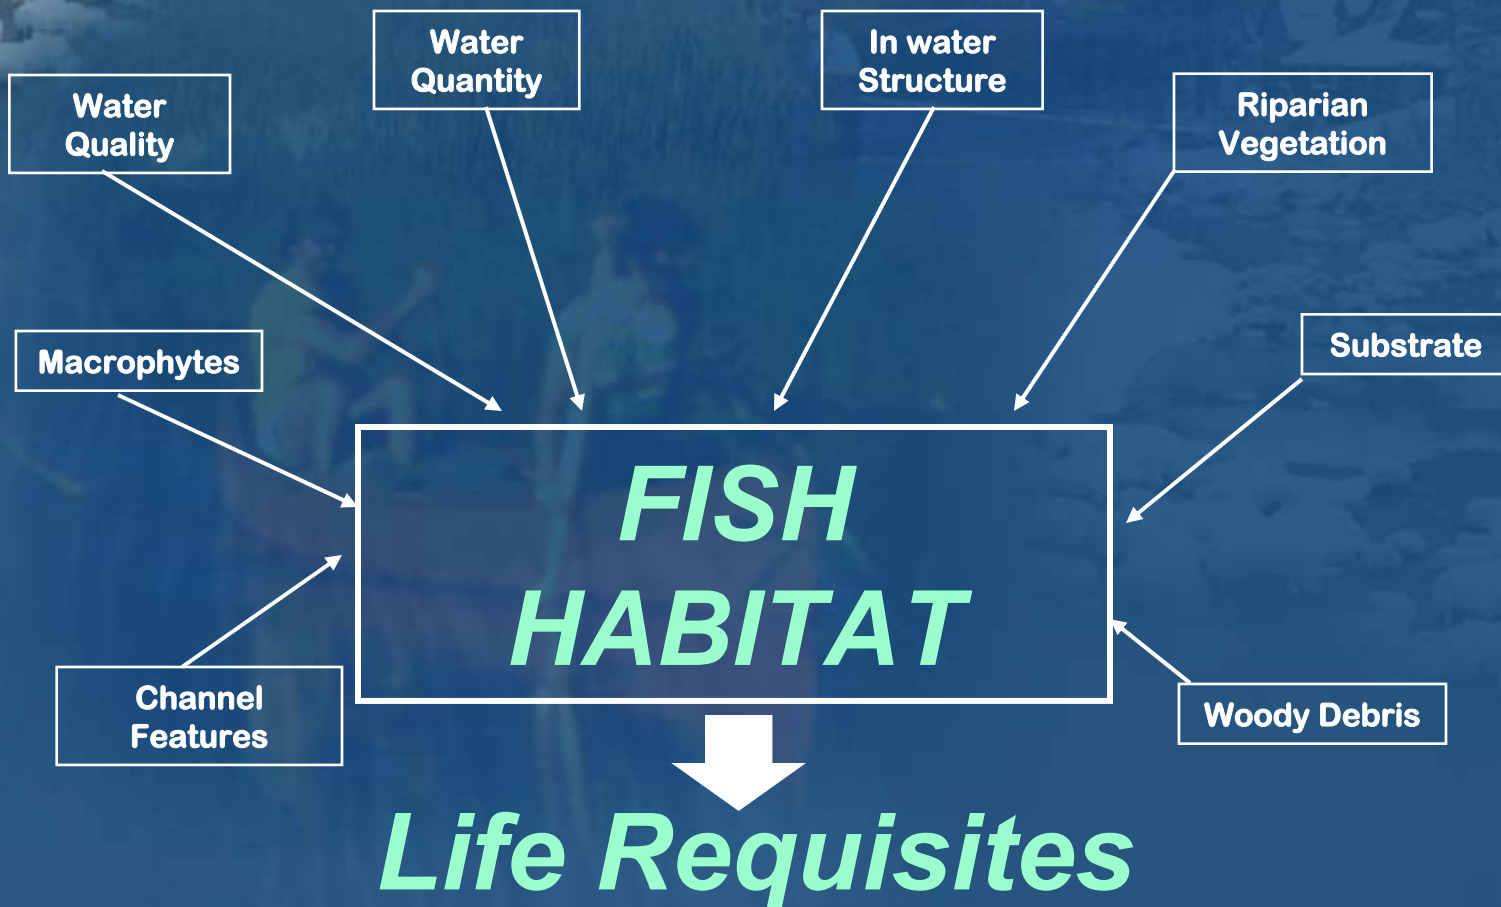 Water
Quality
Water
Quantity
In water
Structure
Riparian
Vegetation
Macrophytes
Substrate
FISH
HABITAT
Channel
Features
Woody Debris
Life Requisites